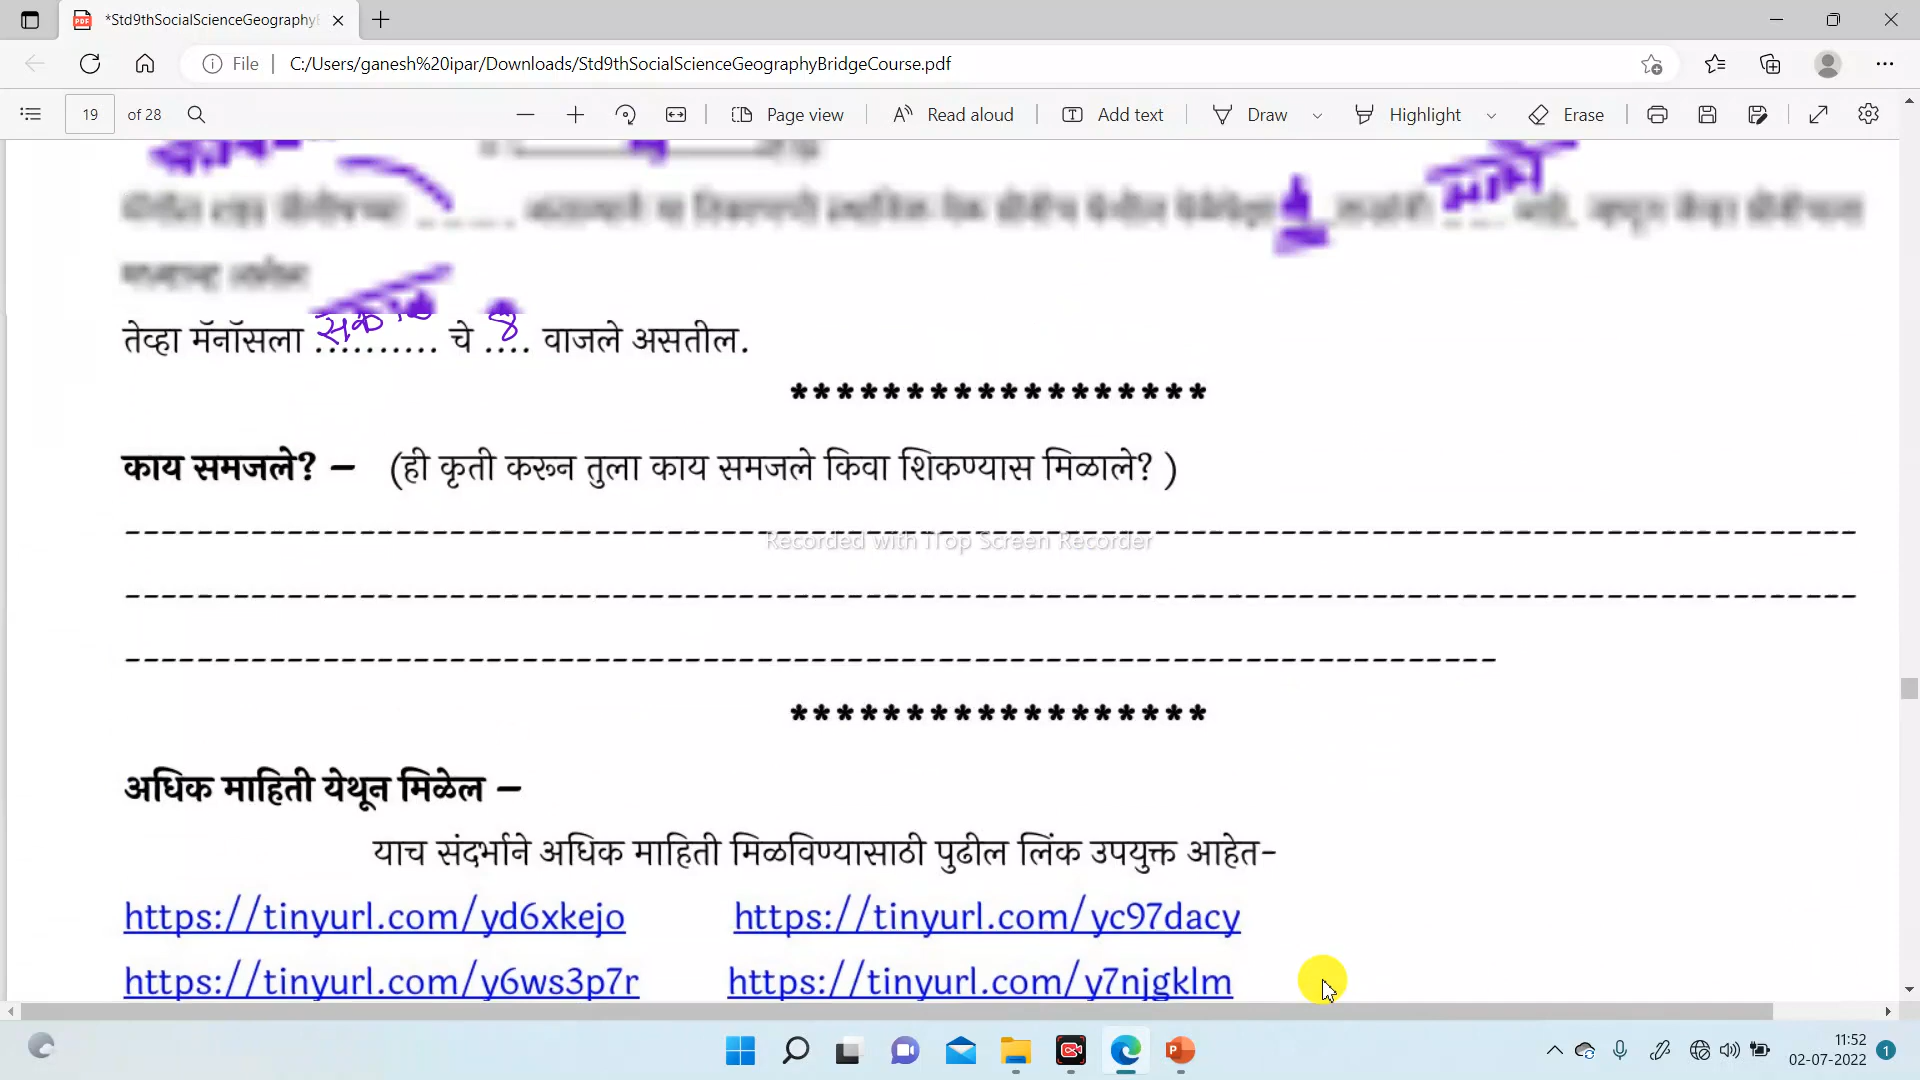 *Std9thSocialScienceGeographyB
File C:/Users/ganesh%20ipar/Downloads/Std9thSocialScienceGeographyBridgeCourse.pdf
19 of 28 Page view Read aloud Add text Draw Highlight Erase
तेव्हा मॅनॉसला .......... चे 8 .... वाजले असतील.
******************
काय समजले? – (ही कृती करून तुला काय समजले किवा शिकण्यास मिळाले? )
Recorded with iTop Screen Recorder
******************
अधिक माहिती येथून मिळेल –
याच संदर्भाने अधिक माहिती मिळविण्यासाठी पुढील लिंक उपयुक्त आहेत-
https://tinyurl.com/yd6xkejo https://tinyurl.com/yc97dacy
https://tinyurl.com/y6ws3p7r https://tinyurl.com/y7njgklm
11:52
02-07-2022 1